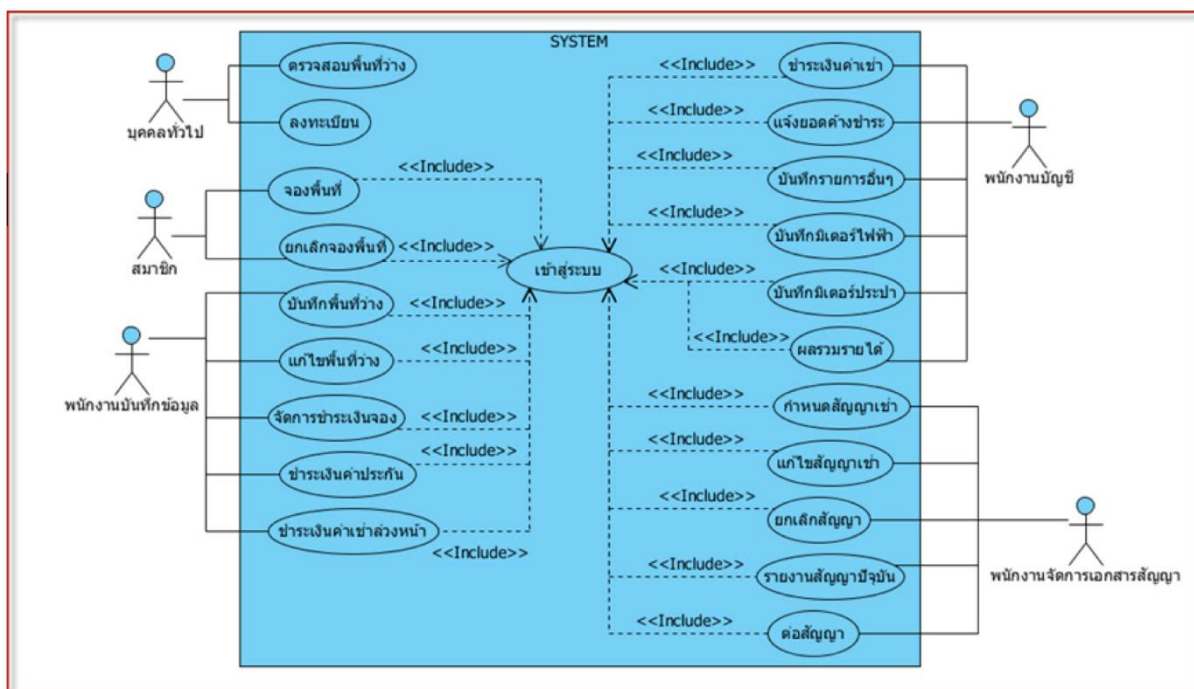 SYSTEM
ตรวจสอบพื้นที่ว่าง
ลงทะเบียน
บุคคลทั่วไป
<<Include>>
จองพื้นที่
ยกเลิกจองพื้นที่
<<Include>>
สมาชิก
บันทึกพื้นที่ว่าง
<<Include>>
แก้ไขพื้นที่ว่าง
<<Include>>
พนักงานบันทึกข้อมูล
จัดการชำระเงินจอง
<<Include>>
<<Include>>
ชำระเงินค่าประกัน
ชำระเงินค่าเช่าล่วงหน้า
<<Include>>
เข้าสู่ระบบ
<<Include>>
ชำระเงินค่าเช่า
<<Include>>
แจ้งยอดค้างชำระ
<<Include>>
บันทึกรายการอื่นๆ
พนักงานบัญชี
<<Include>>
บันทึกมิเตอร์ไฟฟ้า
<<Include>>
บันทึกมิเตอร์ประปา
<<Include>>
ผลรวมรายได้
<<Include>>
กำหนดสัญญาเช่า
<<Include>>
แก้ไขสัญญาเช่า
<<Include>>
ยกเลิกสัญญา
<<Include>>
รายงานสัญญาปัจุบัน
พนักงานจัดการเอกสารสัญญา
<<Include>>
ต่อสัญญา